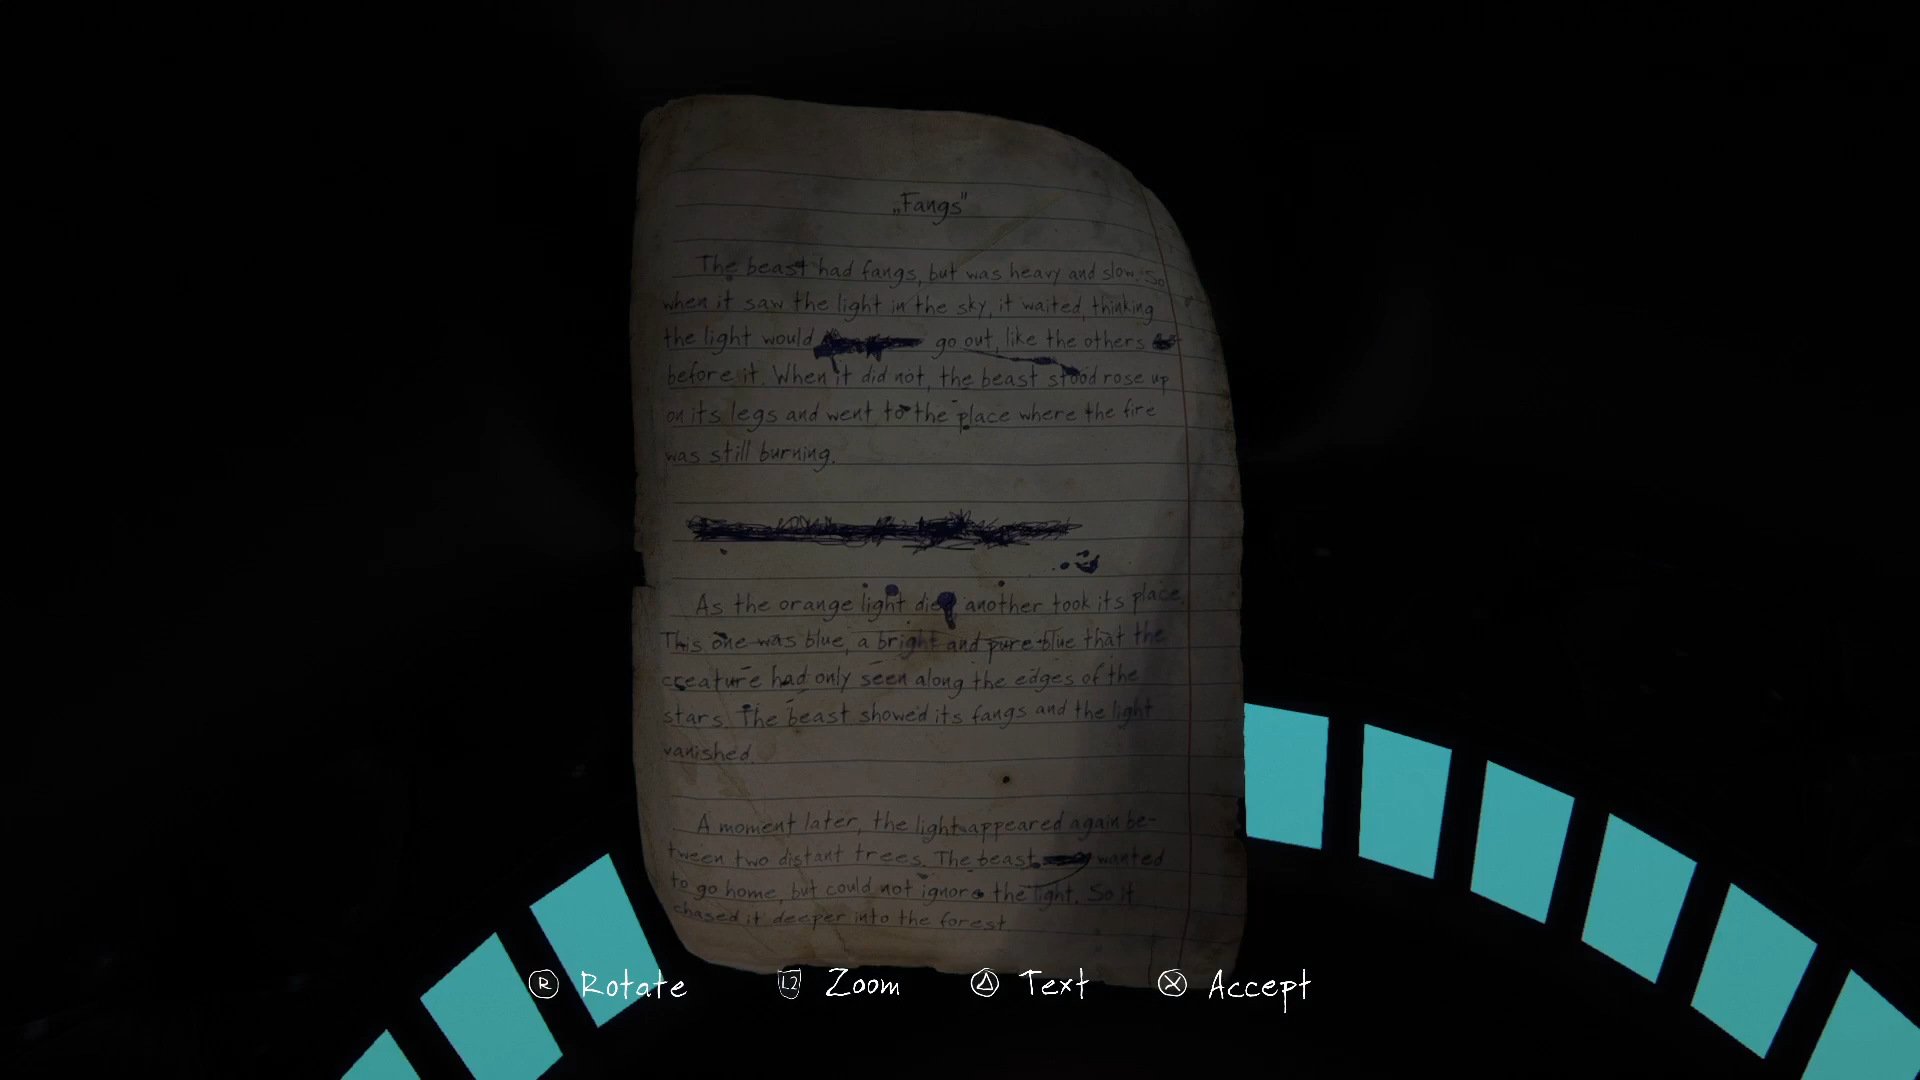 „Fangs"
The beast had fangs, but was heavy and slow. So
when it saw the light in the sky, it waited, thinking
the light would go out, like the others
before it. When it did not, the beast stood rose up
on its legs and went to the place where the fire
was still burning.
As the orange light died, another took its place.
This one was blue, a bright and pure blue that the
creature had only seen along the edges of the
stars. The beast showed its fangs and the light
vanished.
A moment later, the light appeared again be-
tween two distant trees. The beast wanted
to go home, but could not ignore the light. So it
chased it deeper into the forest.
R Rotate L2 Zoom Text Accept